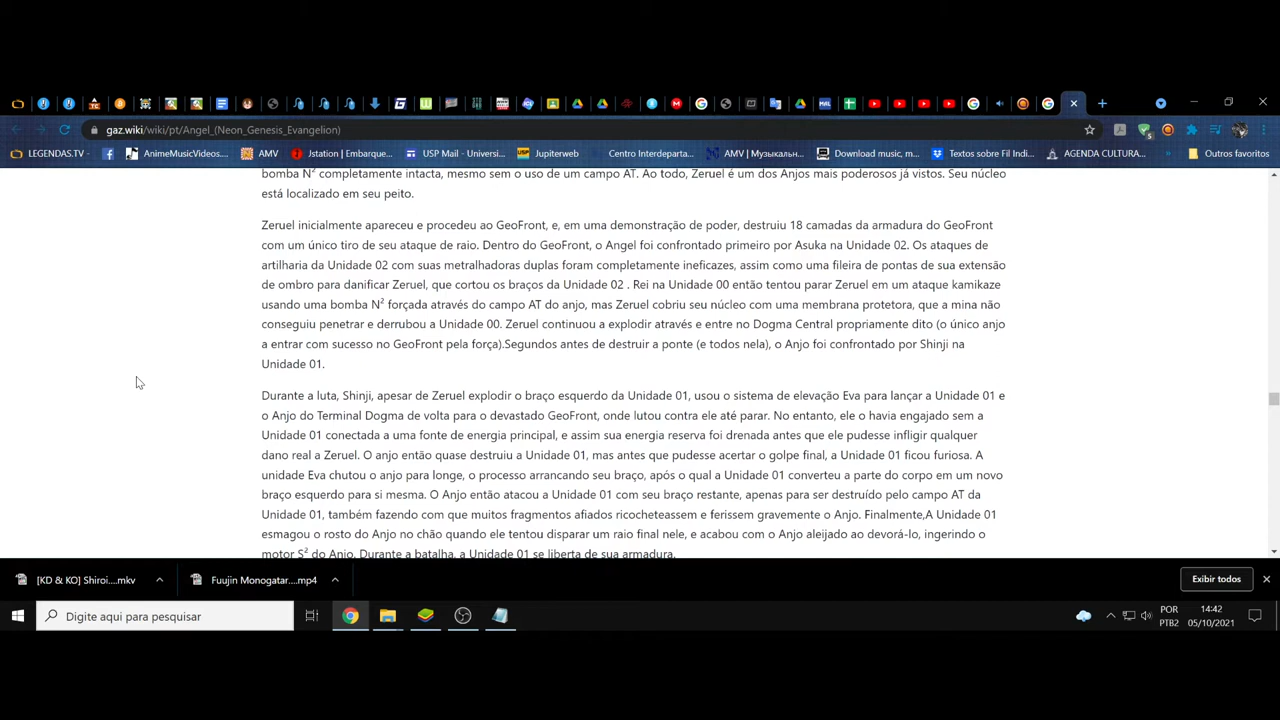 gaz.wiki/wiki/pt/Angel_(Neon_Genesis_Evangelion)
LEGENDAS.TV - AnimeMusicVideos... AMV Jstation | Embarque... USP Mail - Universi... Jupiterweb Centro Interdeparta... AMV | Музыкальн... Download music, m... Textos sobre Fil Indi... AGENDA CULTURA... Outros favoritos
bomba N² completamente intacta, mesmo sem o uso de um campo AT. Ao todo, Zeruel é um dos Anjos mais poderosos já vistos. Seu núcleo
está localizado em seu peito.
Zeruel inicialmente apareceu e procedeu ao GeoFront, e, em uma demonstração de poder, destruiu 18 camadas da armadura do GeoFront
com um único tiro de seu ataque de raio. Dentro do GeoFront, o Angel foi confrontado primeiro por Asuka na Unidade 02. Os ataques de
artilharia da Unidade 02 com suas metralhadoras duplas foram completamente ineficazes, assim como uma fileira de pontas de sua extensão
de ombro para danificar Zeruel, que cortou os braços da Unidade 02 . Rei na Unidade 00 então tentou parar Zeruel em um ataque kamikaze
usando uma bomba N² forçada através do campo AT do anjo, mas Zeruel cobriu seu núcleo com uma membrana protetora, que a mina não
conseguiu penetrar e derrubou a Unidade 00. Zeruel continuou a explodir através e entre no Dogma Central propriamente dito (o único anjo
a entrar com sucesso no GeoFront pela força).Segundos antes de destruir a ponte (e todos nela), o Anjo foi confrontado por Shinji na
Unidade 01.
Durante a luta, Shinji, apesar de Zeruel explodir o braço esquerdo da Unidade 01, usou o sistema de elevação Eva para lançar a Unidade 01 e
o Anjo do Terminal Dogma de volta para o devastado GeoFront, onde lutou contra ele até parar. No entanto, ele o havia engajado sem a
Unidade 01 conectada a uma fonte de energia principal, e assim sua energia reserva foi drenada antes que ele pudesse infligir qualquer
dano real a Zeruel. O anjo então quase destruiu a Unidade 01, mas antes que pudesse acertar o golpe final, a Unidade 01 ficou furiosa. A
unidade Eva chutou o anjo para longe, o processo arrancando seu braço, após o qual a Unidade 01 converteu a parte do corpo em um novo
braço esquerdo para si mesma. O Anjo então atacou a Unidade 01 com seu braço restante, apenas para ser destruído pelo campo AT da
Unidade 01, também fazendo com que muitos fragmentos afiados ricocheteassem e ferissem gravemente o Anjo. Finalmente,A Unidade 01
esmagou o rosto do Anjo no chão quando ele tentou disparar um raio final nele, e acabou com o Anjo aleijado ao devorá-lo, ingerindo o
motor S² do Anjo. Durante a batalha, a Unidade 01 se liberta de sua armadura.
[KD & KO] Shiroi....mkv Fuujin Monogatar....mp4 Exibir todos
Digite aqui para pesquisar
POR 14:42
PTB2 05/10/2021